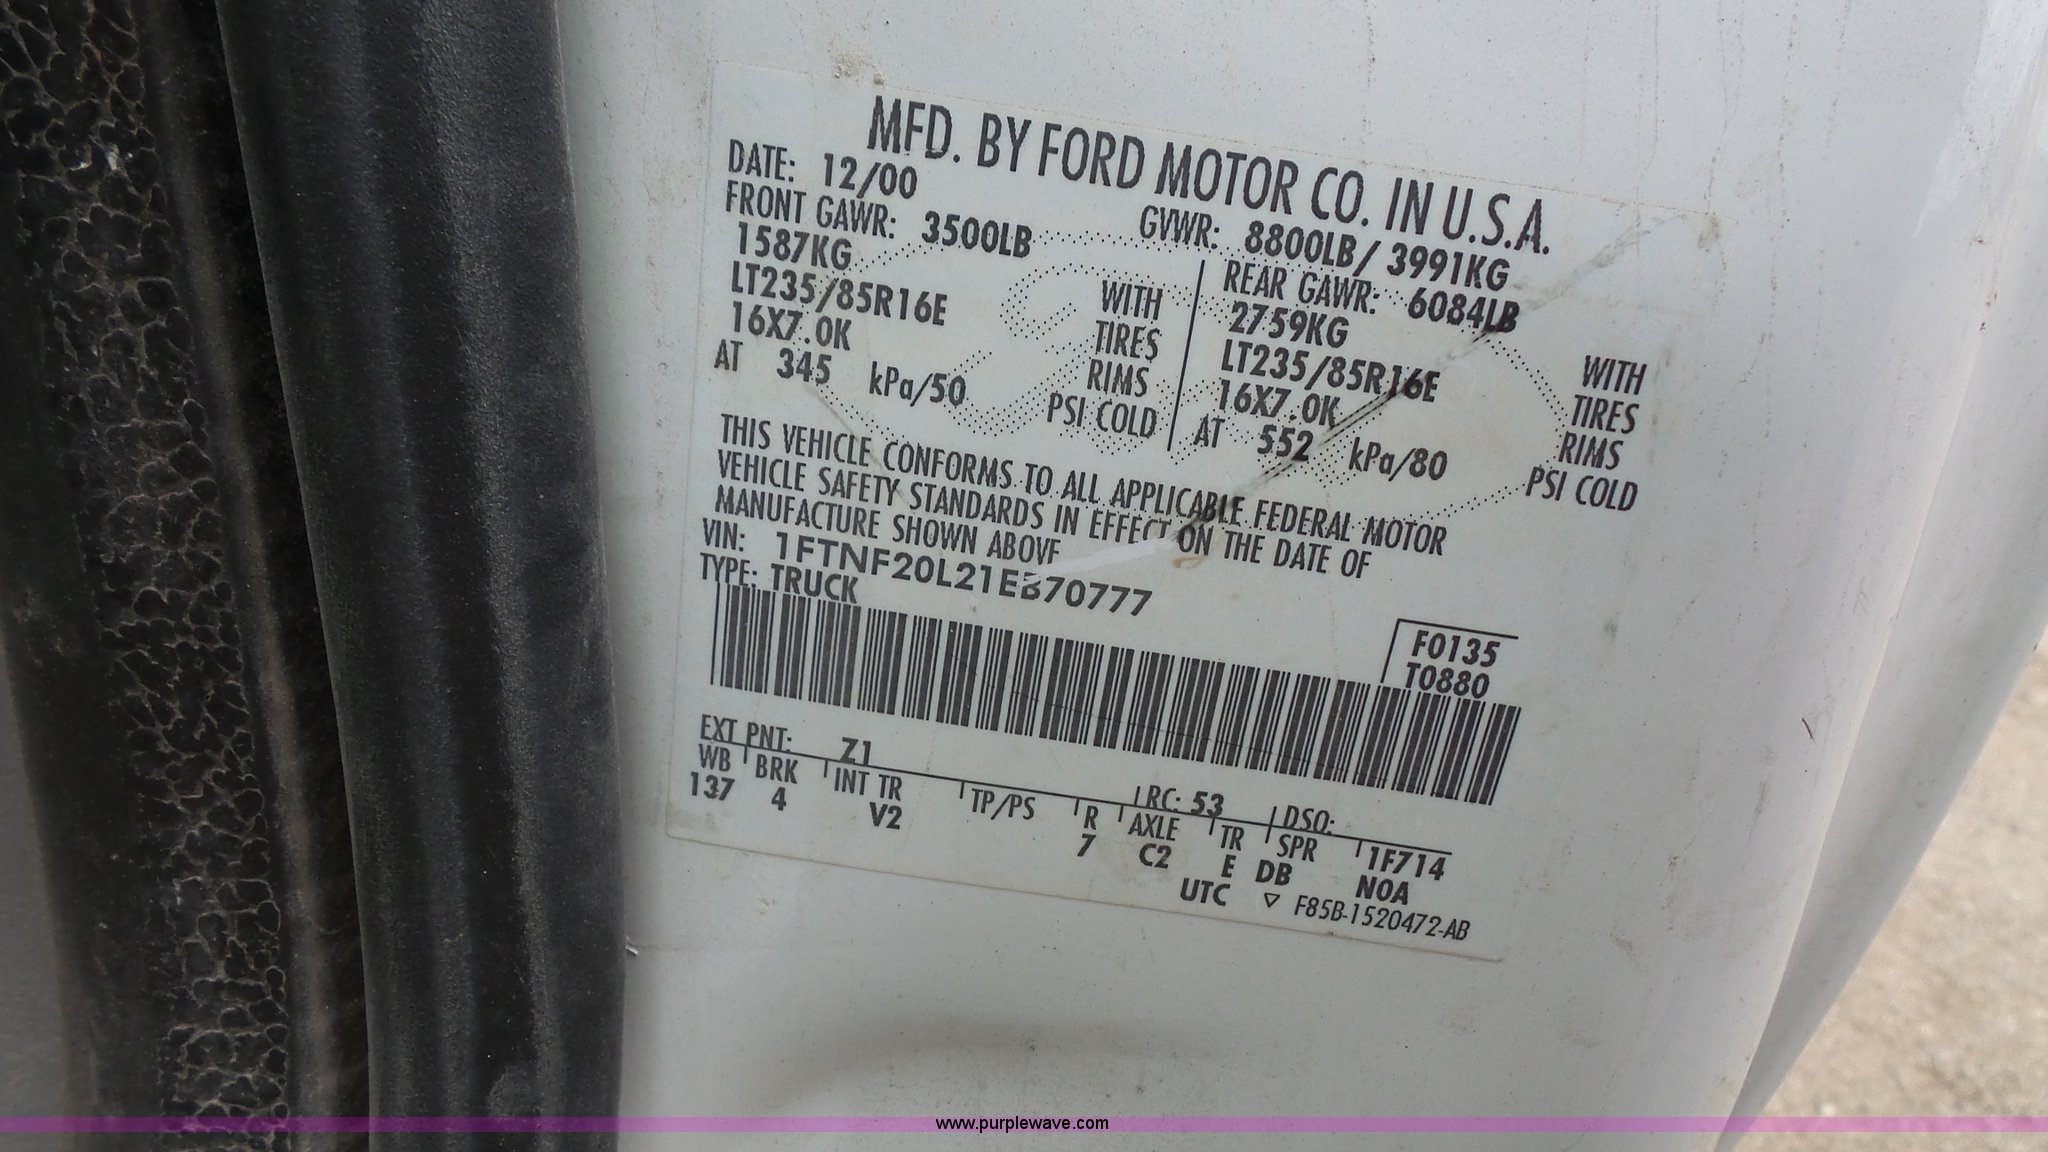 MFD. BY FORD MOTOR CO. IN U.S.A.
DATE: 12/00 GVWR: 8800LB/ 3991KG
FRONT GAWR: 3500LB
1587KG WITH
LT235/85R16E TIRES
16X7.0K RIMS
AT 345 kPa/50 PSI COLD
REAR GAWR: 6084LB
2759KG WITH
LT235/85R16E TIRES
16X7.0K RIMS
AT 552 kPa/80 PSI COLD
THIS VEHICLE CONFORMS TO ALL APPLICABLE FEDERAL MOTOR
VEHICLE SAFETY STANDARDS IN EFFECT ON THE DATE OF
MANUFACTURE SHOWN ABOVE
VIN: 1FTNF20L21EB70777
TYPE: TRUCK
F0135
T0880
EXT PNT: Z1 RC: 53 DSO:
WB BRK INT TR TP/PS R AXLE TR SPR 1F714
137 4 V2 7 C2 E DB NOA
UTC ▽ F85B-1520472-AB
www.purplewave.com